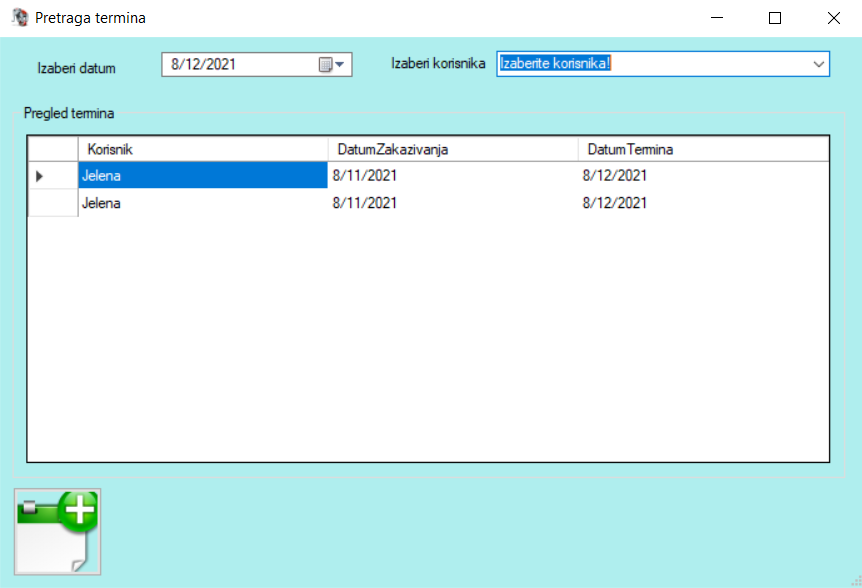 Pretraga termina
Izaberi datum 8/12/2021 Izaberi korisnika Izaberite korisnika!
Pregled termina
Korisnik DatumZakazivanja DatumTermina
Jelena 8/11/2021 8/12/2021
Jelena 8/11/2021 8/12/2021